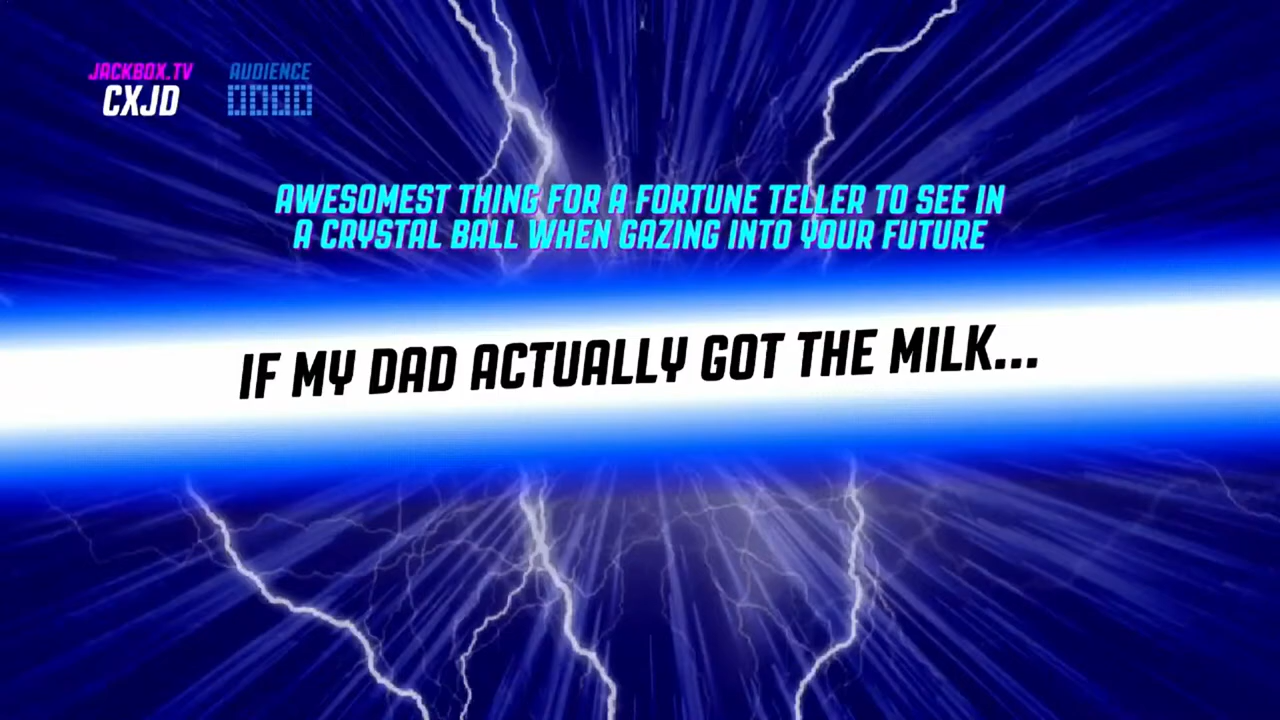 JACKBOX.TV
CXJD
AUDIENCE
0000
AWESOMEST THING FOR A FORTUNE TELLER TO SEE IN
A CRYSTAL BALL WHEN GAZING INTO YOUR FUTURE
IF MY DAD ACTUALLY GOT THE MILK...